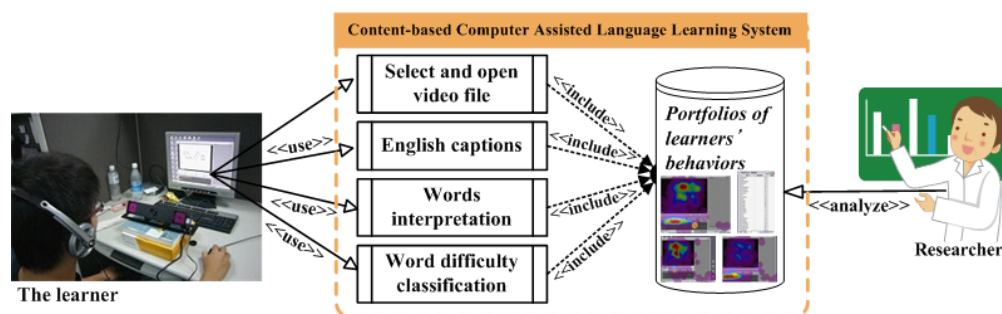 Content-based Computer Assisted Language Learning System
Select and open
video file
English captions
Words
interpretation
Word difficulty
classification
<<use>>
<<use>>
<<use>>
<<include>>
<<include>>
<<include>>
<<include>>
Portfolios of
learners’
behaviors
<<analyze>>
The learner
Researcher